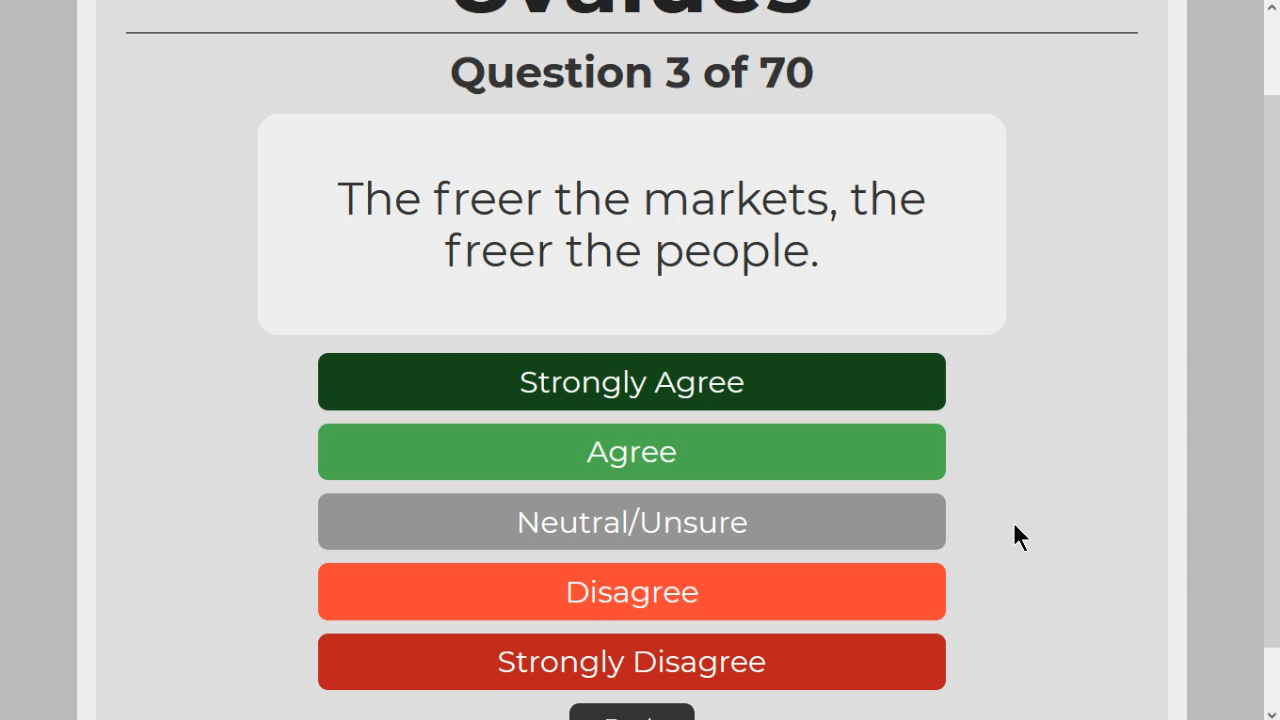 Question 3 of 70
The freer the markets, the
freer the people.
Strongly Agree
Agree
Neutral/Unsure
Disagree
Strongly Disagree